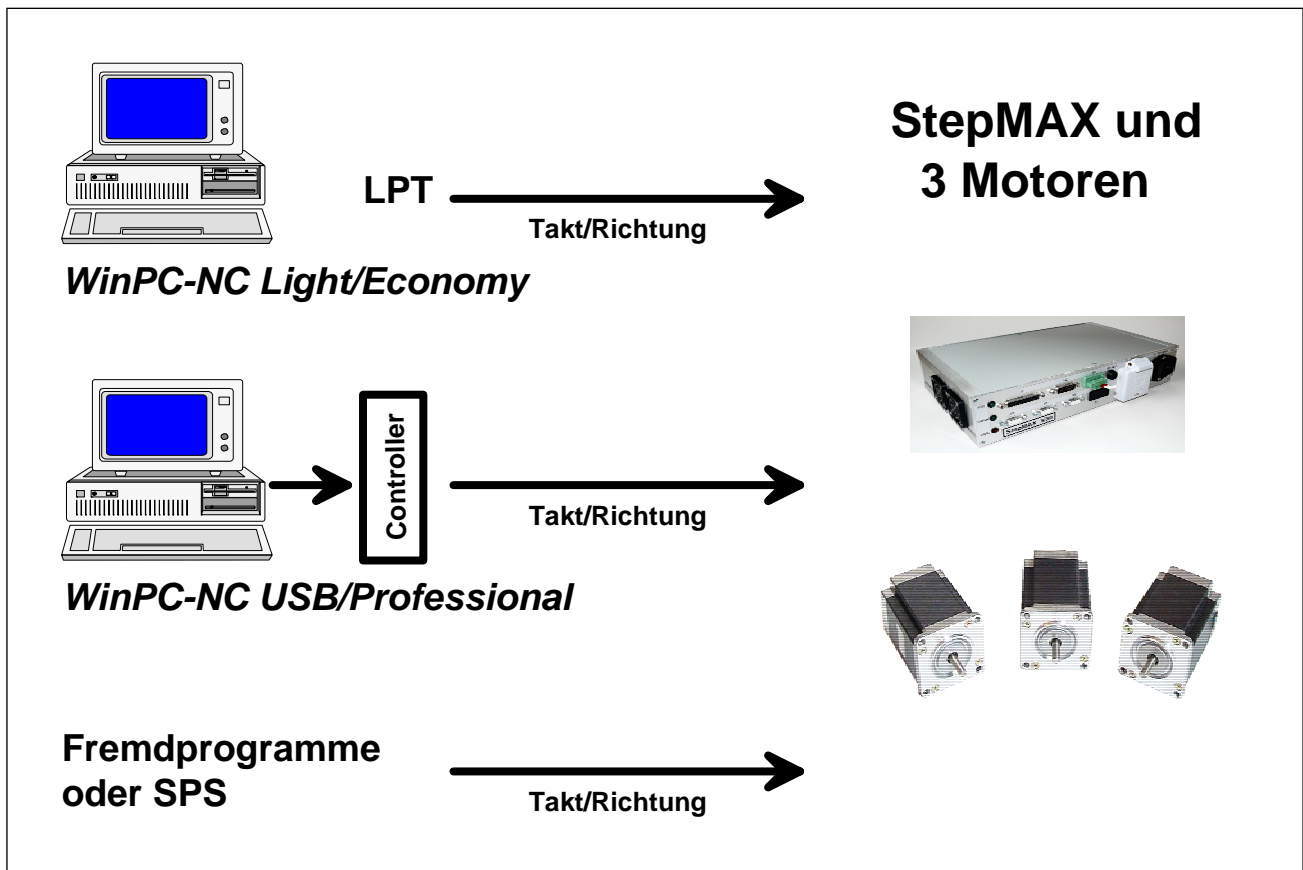 StepMAX und
3 Motoren
LPT
Takt/Richtung
WinPC-NC Light/Economy
Controller
Takt/Richtung
WinPC-NC USB/Professional
Fremdprogramme
oder SPS
Takt/Richtung